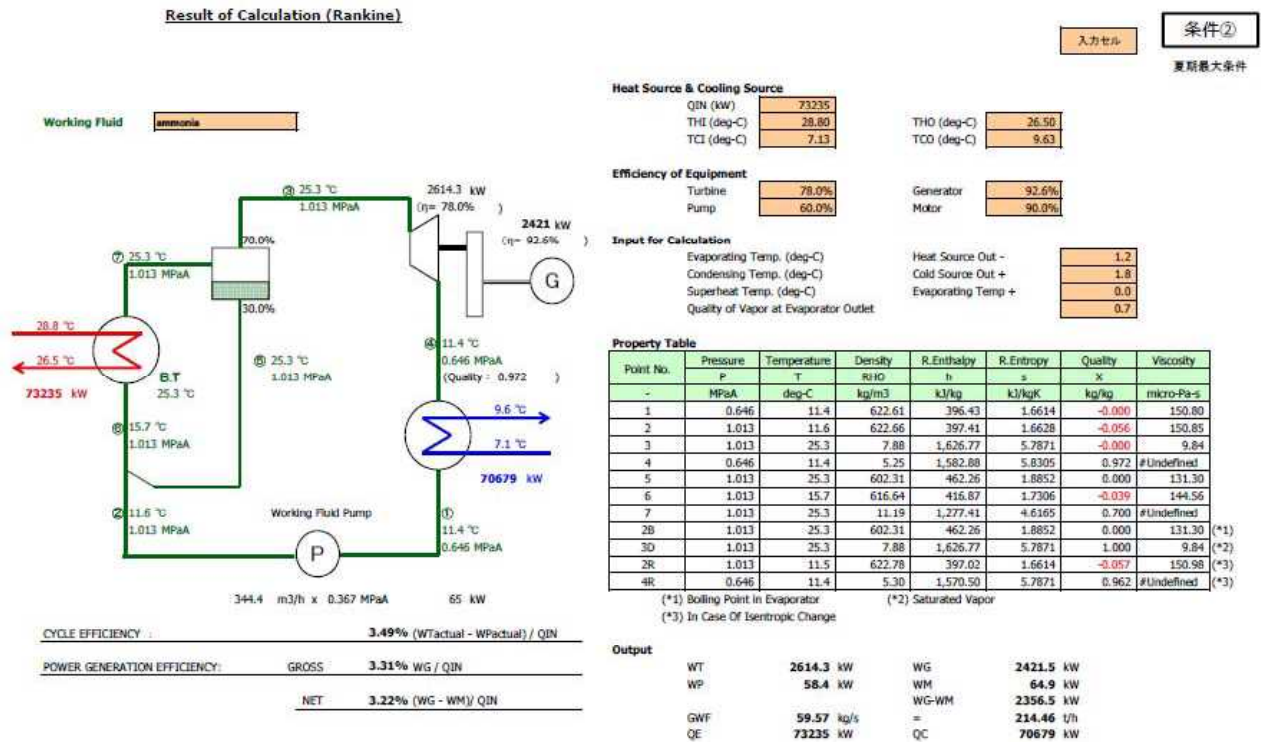 Result of Calculation (Rankine)
入力セル
条件②
夏期最大条件
Working Fluid ammonia
③ 25.3 ℃
1.013 MPaA
2614.3 kW
(η= 78.0% )
2421 kW
(η= 92.6% )
G
70.0%
30.0%
⑦ 25.3 ℃
1.013 MPaA
28.8 ℃
26.5 ℃
73235 kW
B.T
25.3 ℃
⑤ 25.3 ℃
1.013 MPaA
④ 11.4 ℃
0.646 MPaA
(Quality : 0.972 )
9.6 ℃
7.1 ℃
70679 kW
⑥ 15.7 ℃
1.013 MPaA
② 11.6 ℃
1.013 MPaA
Working Fluid Pump
P
①
11.4 ℃
0.646 MPaA
344.4 m3/h x 0.367 MPaA 65 kW
CYCLE EFFICIENCY : 3.49% (WTactual - WPactual) / QIN
POWER GENERATION EFFICIENCY: GROSS 3.31% WG / QIN
NET 3.22% (WG - WM)/ QIN
Heat Source & Cooling Source
QIN (kW) 73235
THI (deg-C) 28.80 THO (deg-C) 26.50
TCI (deg-C) 7.13 TCO (deg-C) 9.63
Efficiency of Equipment
Turbine 78.0% Generator 92.6%
Pump 60.0% Motor 90.0%
Input for Calculation
Evaporating Temp. (deg-C) Heat Source Out - 1.2
Condensing Temp. (deg-C) Cold Source Out + 1.8
Superheat Temp. (deg-C) Evaporating Temp + 0.0
Quality of Vapor at Evaporator Outlet 0.7
Property Table
Point No. Pressure Temperature Density R.Enthalpy R.Entropy Quality Viscosity
P T RHO h s X
- MPaA deg-C kg/m3 kJ/kg kJ/kgK kg/kg micro-Pa-s
1 0.646 11.4 622.61 396.43 1.6614 -0.000 150.80
2 1.013 11.6 622.66 397.41 1.6628 -0.056 150.85
3 1.013 25.3 7.88 1,626.77 5.7871 -0.000 9.84
4 0.646 11.4 5.25 1,582.88 5.8305 0.972 #Undefined
5 1.013 25.3 602.31 462.26 1.8852 0.000 131.30
6 1.013 15.7 616.64 416.87 1.7306 -0.039 144.56
7 1.013 25.3 11.19 1,277.41 4.6165 0.700 #Undefined
2B 1.013 25.3 602.31 462.26 1.8852 0.000 131.30 (*1)
3D 1.013 25.3 7.88 1,626.77 5.7871 1.000 9.84 (*2)
2R 1.013 11.5 622.78 397.02 1.6614 -0.057 150.98 (*3)
4R 0.646 11.4 5.30 1,570.50 5.7871 0.962 #Undefined (*3)
(*1) Boiling Point in Evaporator (*2) Saturated Vapor
(*3) In Case Of Isentropic Change
Output
WT 2614.3 kW WG 2421.5 kW
WP 58.4 kW WM 64.9 kW
WG-WM 2356.5 kW
GWF 59.57 kg/s = 214.46 t/h
QE 73235 kW QC 70679 kW